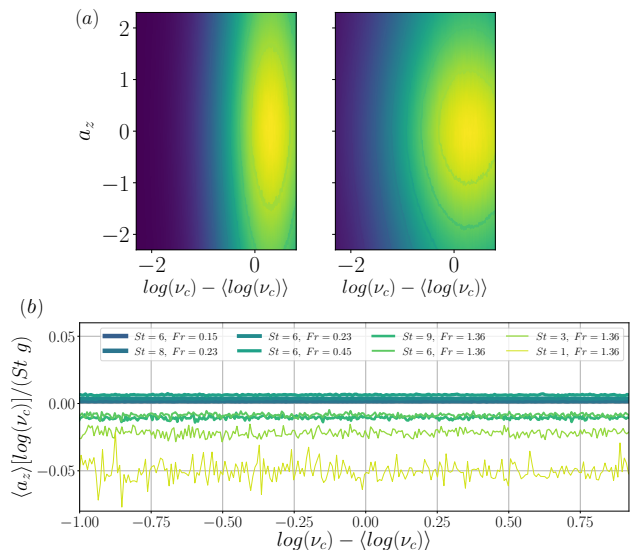 (a)
a_z
2
1
0
−1
−2
−2 0
−2 0
log(ν_c) − ⟨log(ν_c)⟩
log(ν_c) − ⟨log(ν_c)⟩
(b)
⟨a_z⟩[log(ν_c)]/(St g)
0.05
0.00
−0.05
St = 6, Fr = 0.15 St = 6, Fr = 0.23 St = 9, Fr = 1.36 St = 3, Fr = 1.36
St = 8, Fr = 0.23 St = 6, Fr = 0.45 St = 6, Fr = 1.36 St = 1, Fr = 1.36
−1.00 −0.75 −0.50 −0.25 0.00 0.25 0.50 0.75
log(ν_c) − ⟨log(ν_c)⟩